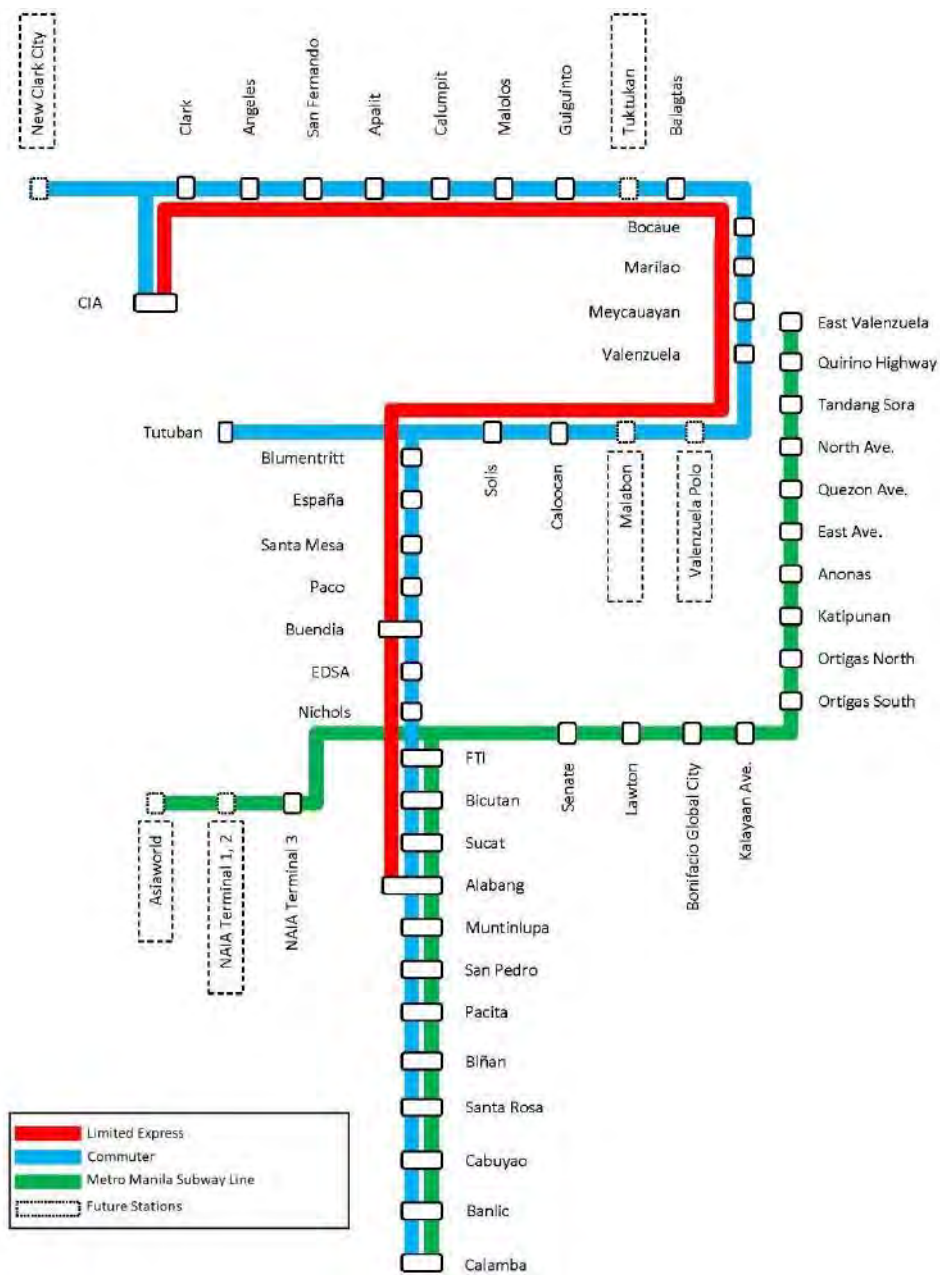 New Clark City
Clark
Angeles
San Fernando
Apalit
Calumpit
Malolos
Guiguinto
Tuktukan
Balagtas
Bocaue
Marilao
CIA
Meycauayan
East Valenzuela
Valenzuela
Quirino Highway
Tandang Sora
Tutuban
North Ave.
Blumentritt
Solis
Caloocan
Malabon
Valenzuela Polo
Quezon Ave.
España
East Ave.
Santa Mesa
Anonas
Paco
Katipunan
Buendia
Ortigas North
EDSA
Ortigas South
Nichols
FTI
Senate
Lawton
Bonifacio Global City
Kalayaan Ave.
Bicutan
Sucat
Asiaworld
NAIA Terminal 1, 2
NAIA Terminal 3
Alabang
Muntinlupa
San Pedro
Pacita
Biñan
Santa Rosa
Limited Express
Commuter
Cabuyao
Metro Manila Subway Line
Future Stations
Banlic
Calamba